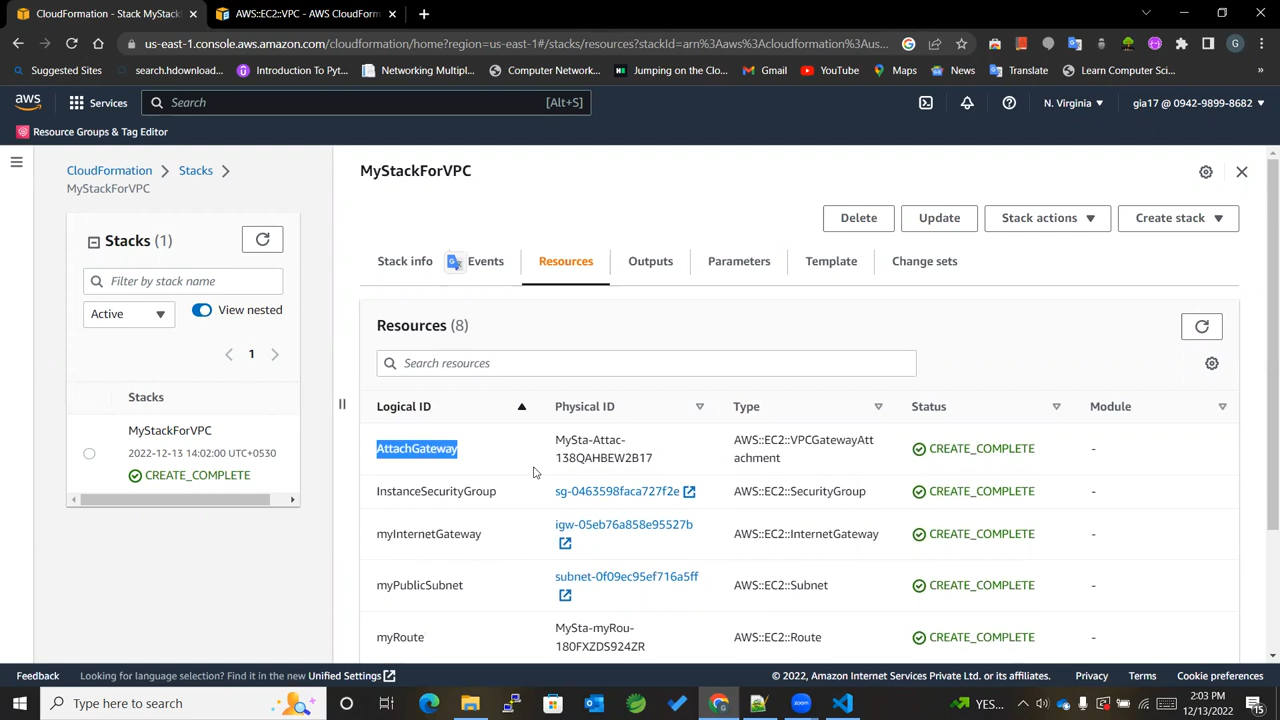 CloudFormation - Stack MyStacksF
AWS::EC2::VPC - AWS CloudForm
us-east-1.console.aws.amazon.com/cloudformation/home?region=us-east-1#/stacks/resources?stackId=arn%3Aaws%3Acloudformation%3Aus...
G
Suggested Sites
search.hdownload...
Introduction To Pyt...
Networking Multipl...
Computer Network...
Jumping on the Clo...
Gmail
YouTube
Maps
News
Translate
Learn Computer Sci...
aws
Services
Search
[Alt+S]
N. Virginia
gia17 @ 0942-9899-8682
Resource Groups & Tag Editor
CloudFormation
Stacks
MyStackForVPC
Stacks (1)
Filter by stack name
Active
View nested
1
Stacks
MyStackForVPC
2022-12-13 14:02:00 UTC+0530
CREATE_COMPLETE
MyStackForVPC
Delete
Update
Stack actions
Create stack
Stack info
Events
Resources
Outputs
Parameters
Template
Change sets
Resources (8)
Search resources
Logical ID
Physical ID
Type
Status
Module
AttachGateway
MySta-Attac-
138QAHBEW2B17
AWS::EC2::VPCGatewayAtt
achment
CREATE_COMPLETE
-
InstanceSecurityGroup
sg-0463598faca727f2e
AWS::EC2::SecurityGroup
CREATE_COMPLETE
-
myInternetGateway
igw-05eb76a858e95527b
AWS::EC2::InternetGateway
CREATE_COMPLETE
-
myPublicSubnet
subnet-0f09ec95ef716a5ff
AWS::EC2::Subnet
CREATE_COMPLETE
-
myRoute
MySta-myRou-
180FXZDS924ZR
AWS::EC2::Route
CREATE_COMPLETE
-
Feedback
Looking for language selection? Find it in the new Unified Settings
© 2022, Amazon Internet Services Private Ltd. or its affiliates.
Privacy
Terms
Cookie preferences
Type here to search
zoom
YES...
2:03 PM
12/13/2022
15